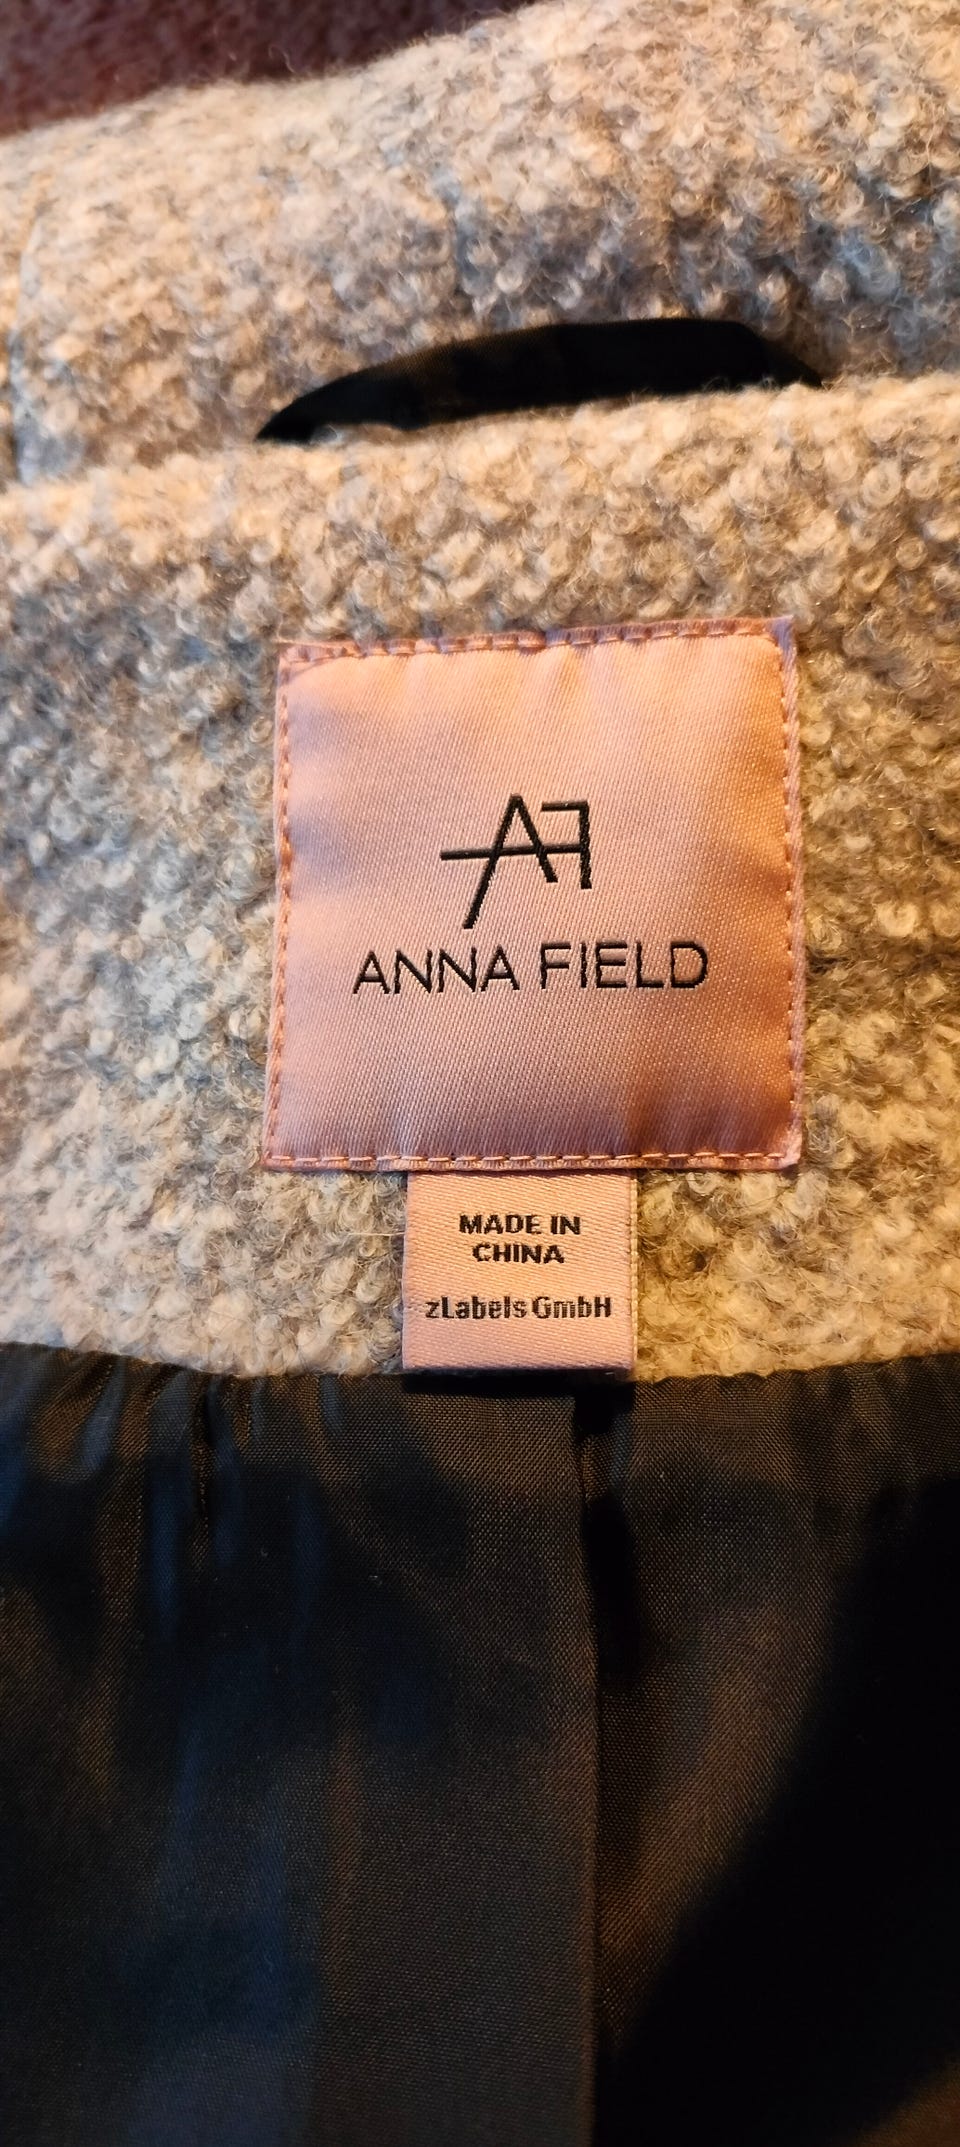 AF
ANNA FIELD
MADE IN
CHINA
zLabels GmbH